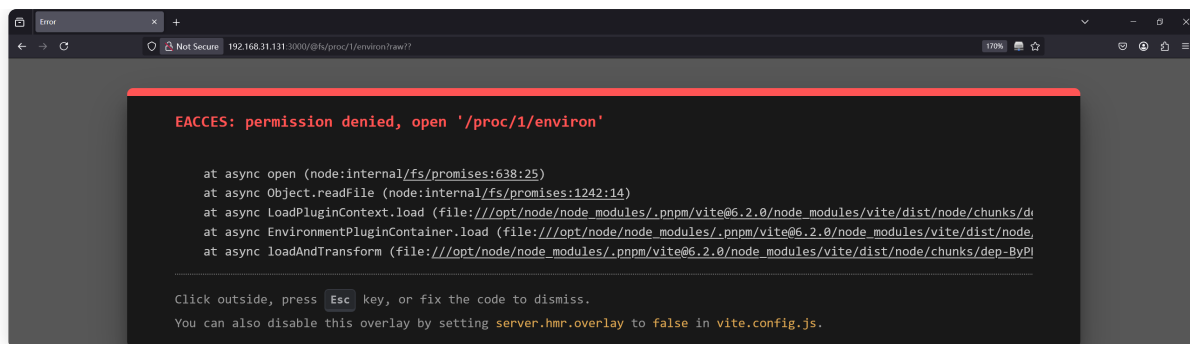 Error
Not Secure 192.168.31.131:3000/@fs/proc/1/environ?raw?? 170%
EACCES: permission denied, open '/proc/1/environ'
at async open (node:internal/fs/promises:638:25)
at async Object.readFile (node:internal/fs/promises:1242:14)
at async LoadPluginContext.load (file:///opt/node/node_modules/.pnpm/vite@6.2.0/node_modules/vite/dist/node/chunks/de
at async EnvironmentPluginContainer.load (file:///opt/node/node_modules/.pnpm/vite@6.2.0/node_modules/vite/dist/node/
at async loadAndTransform (file:///opt/node/node_modules/.pnpm/vite@6.2.0/node_modules/vite/dist/node/chunks/dep-ByP
Click outside, press Esc key, or fix the code to dismiss.
You can also disable this overlay by setting server.hmr.overlay to false in vite.config.js.